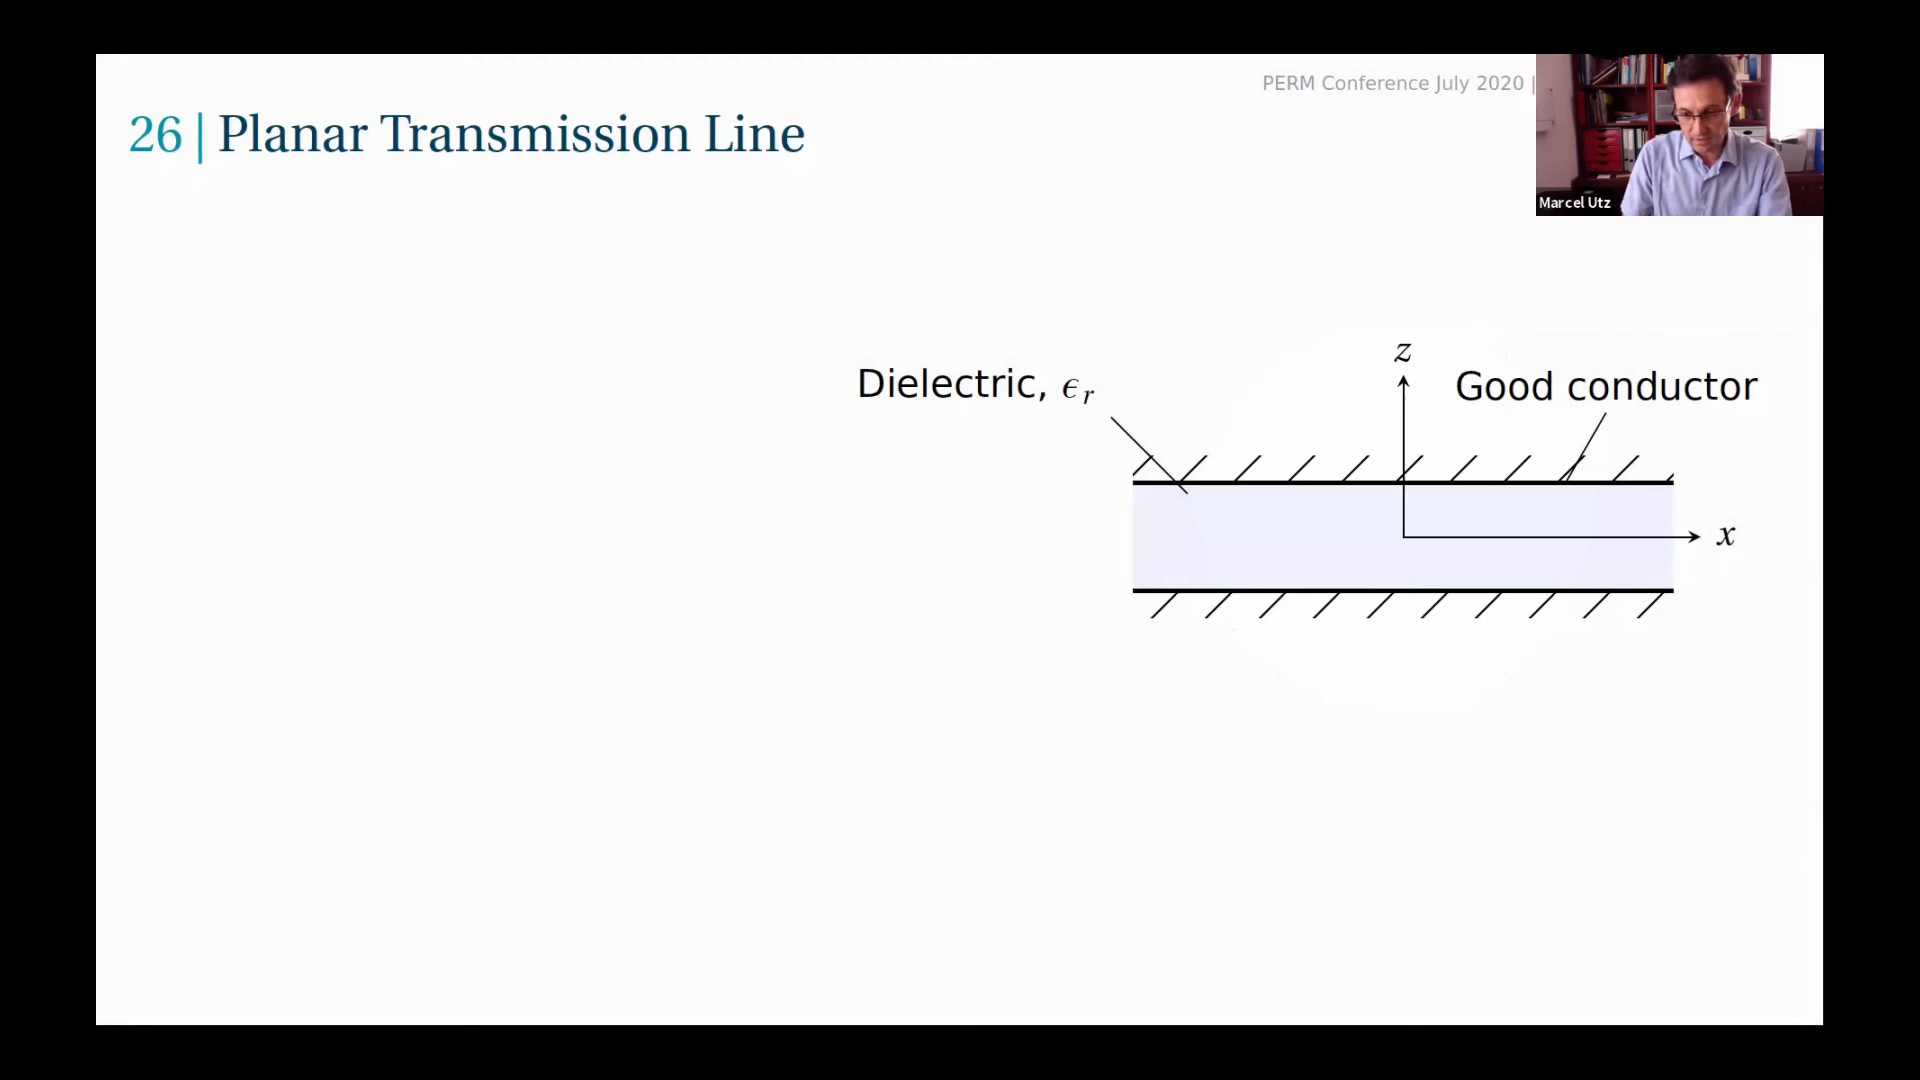 PERM Conference July 2020 |
26 | Planar Transmission Line
Marcel Utz
z
Dielectric, ϵr
Good conductor
x